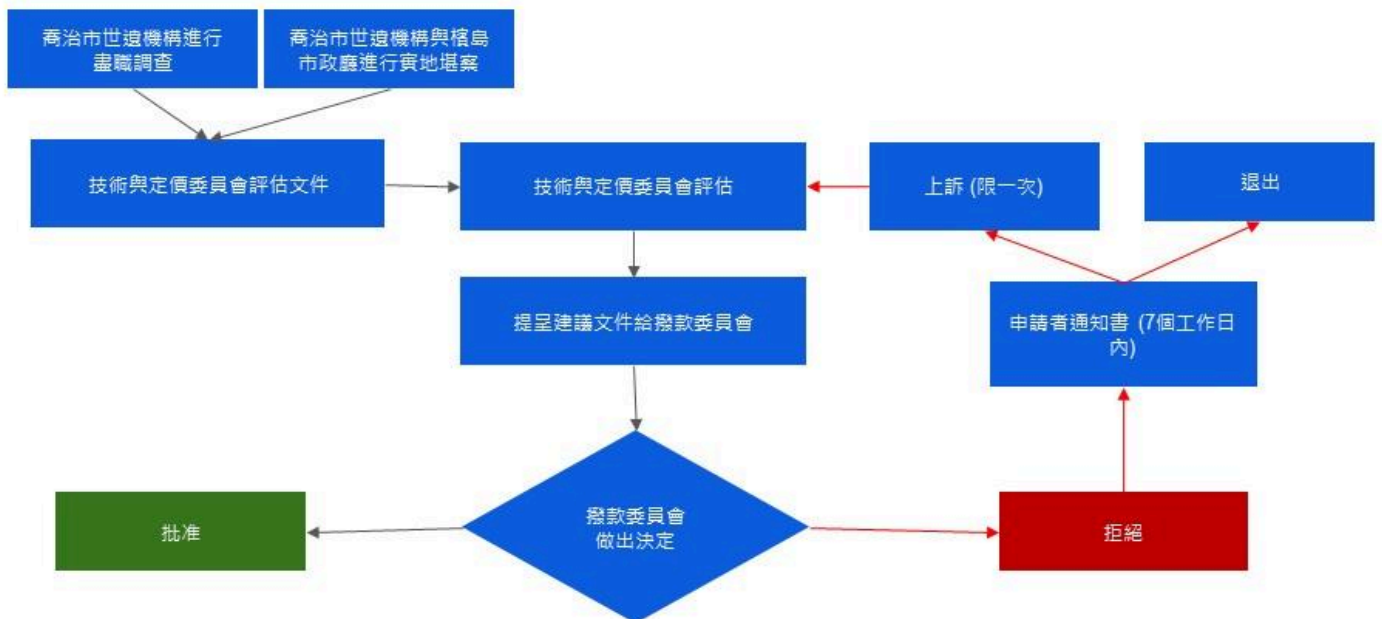 喬治市世遺機構進行
盡職調查
喬治市世遺機構與檳島
市政廳進行實地堪察
技術與定價委員會評估文件
技術與定價委員會評估
上訴 (限一次)
退出
提呈建議文件給撥款委員會
申請者通知書 (7個工作日
內)
批准
撥款委員會
做出決定
拒絕